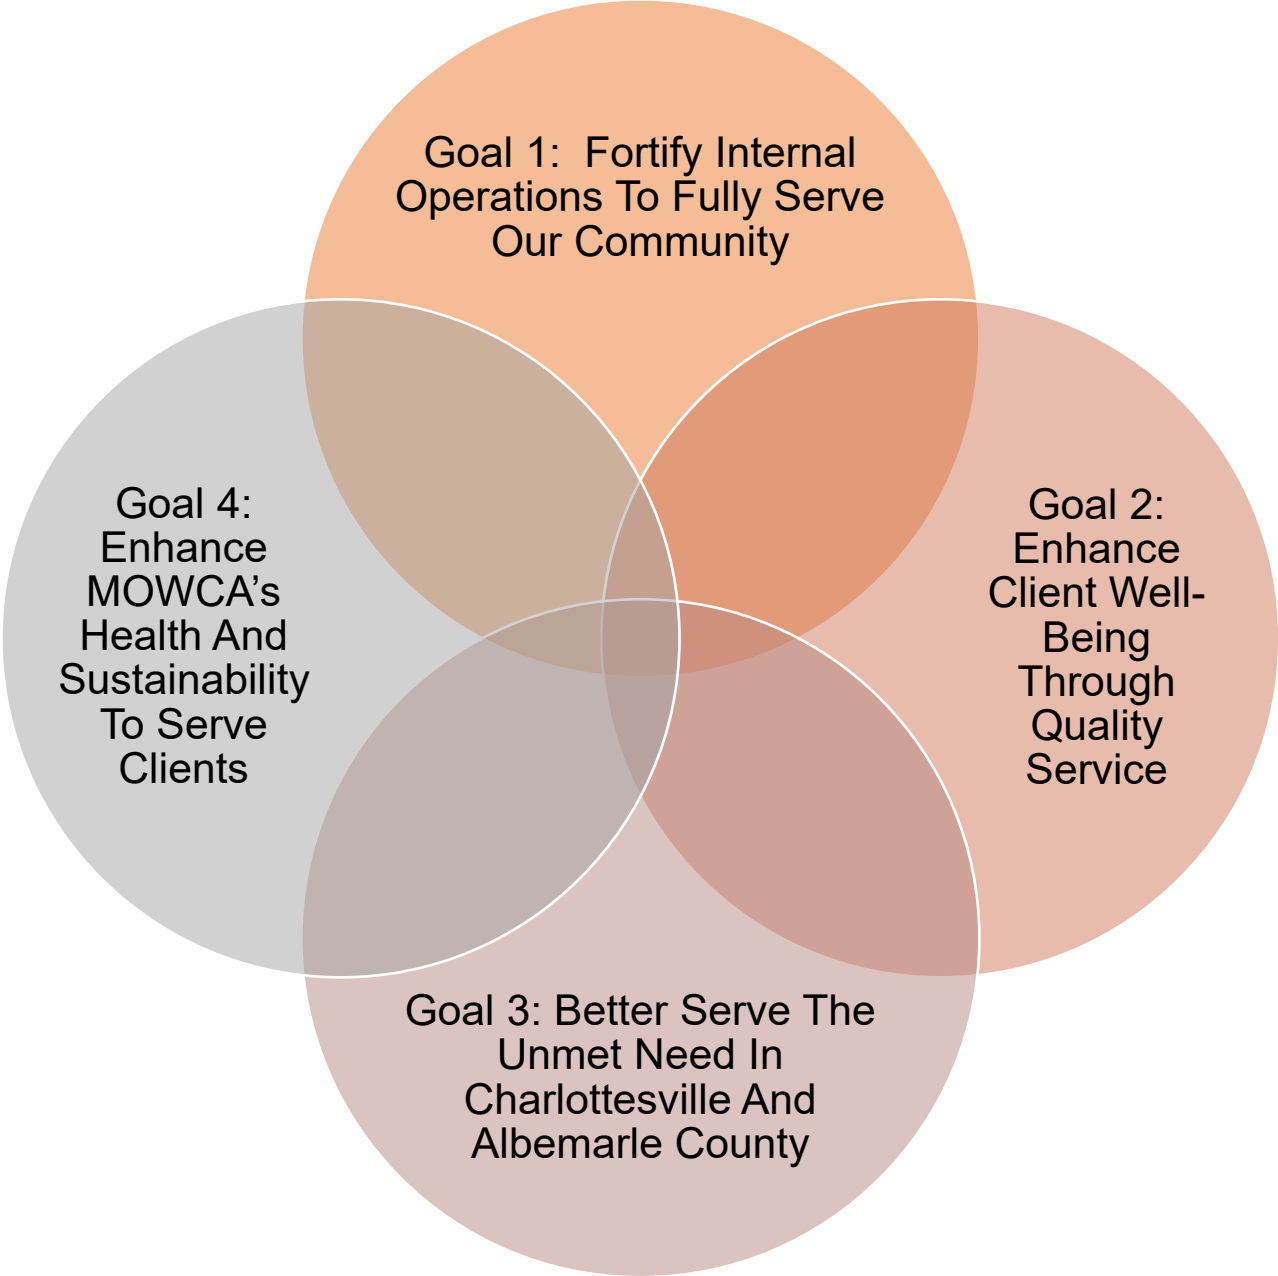 Goal 1:  Fortify Internal
Operations To Fully Serve
Our Community
Goal 2:
Enhance
Client Well-
Being
Through
Quality
Service
Goal 3: Better Serve The
Unmet Need In
Charlottesville And
Albemarle County
Goal 4:
Enhance
MOWCA’s
Health And
Sustainability
To Serve
Clients